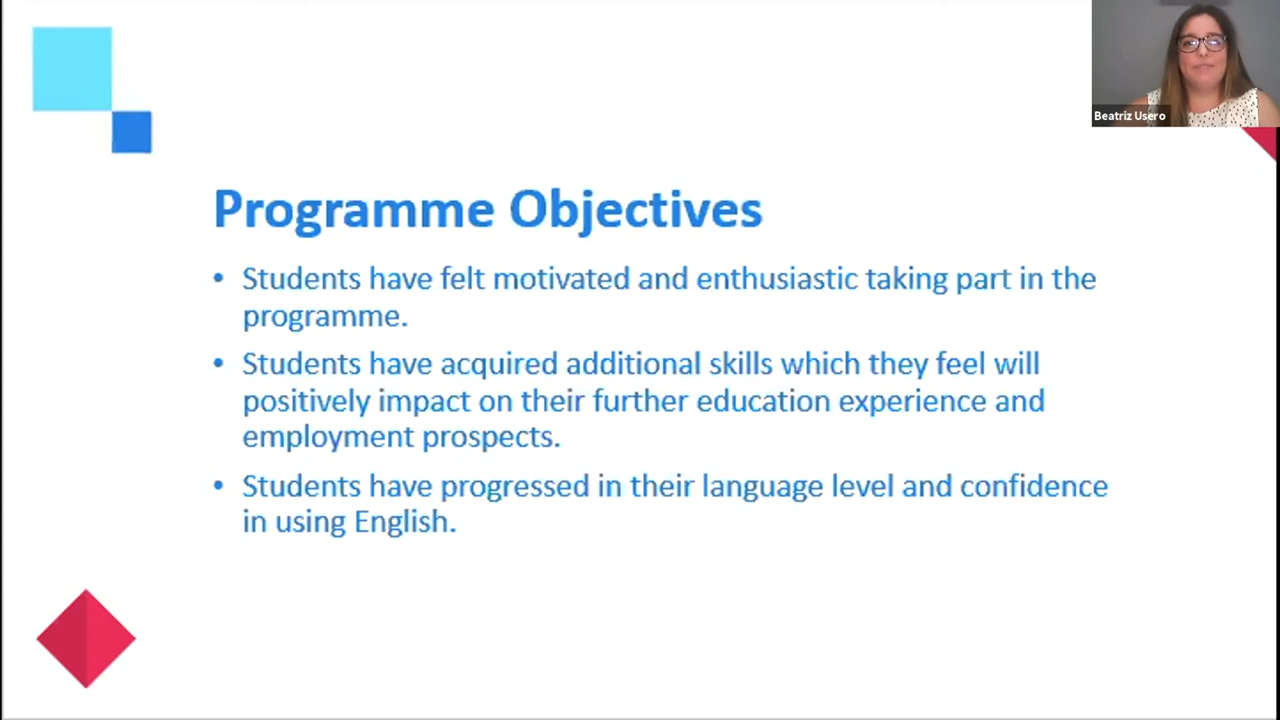 Beatriz Usero
Programme Objectives
• Students have felt motivated and enthusiastic taking part in the
programme.
• Students have acquired additional skills which they feel will
positively impact on their further education experience and
employment prospects.
• Students have progressed in their language level and confidence
in using English.